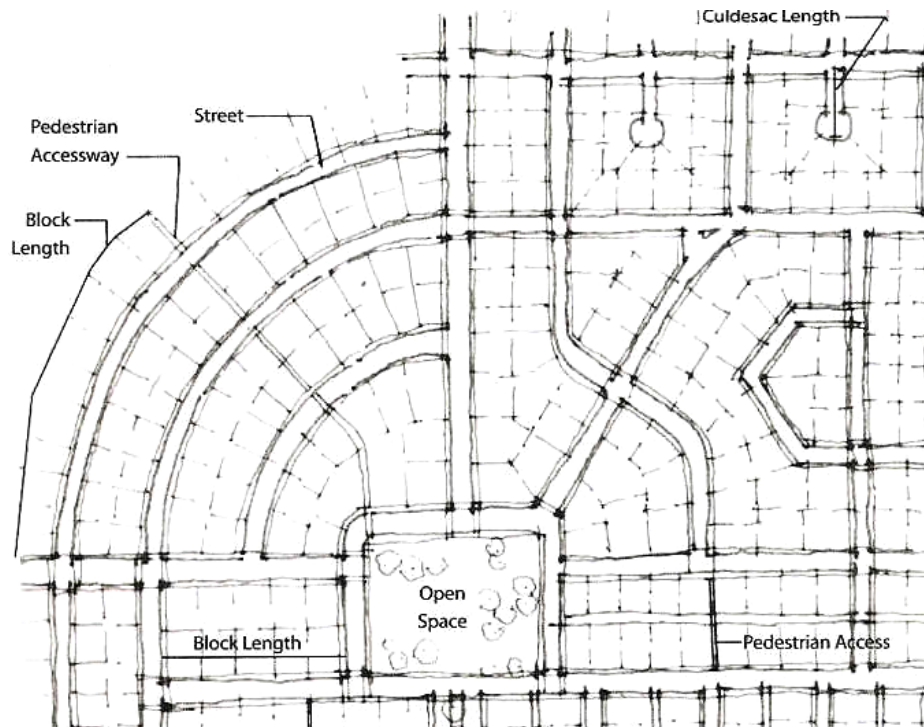 Culdesac Length
Street
Pedestrian
Accessway
Block
Length
Open
Space
Block Length
Pedestrian Access